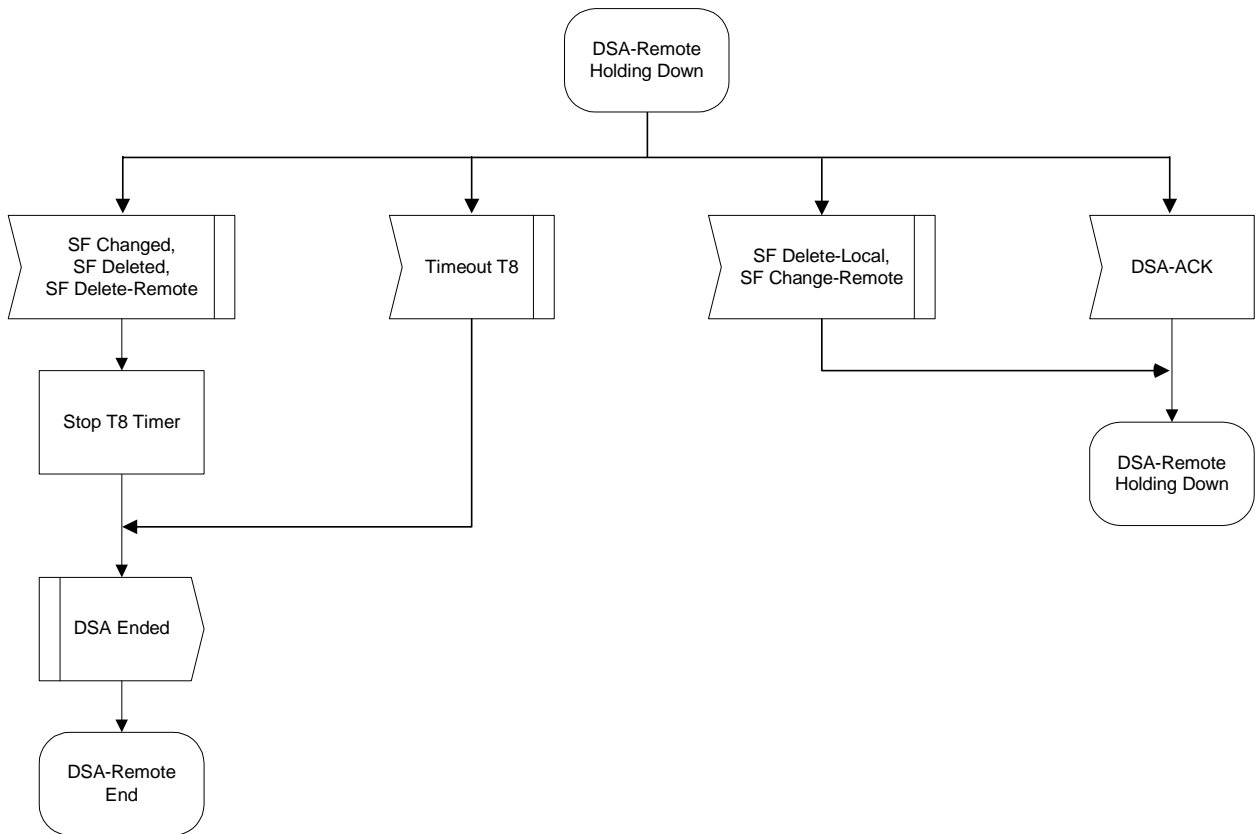 DSA-Remote
Holding Down
SF Changed,
SF Deleted,
SF Delete-Remote
Timeout T8
SF Delete-Local,
SF Change-Remote
DSA-ACK
Stop T8 Timer
DSA-Remote
Holding Down
DSA Ended
DSA-Remote
End